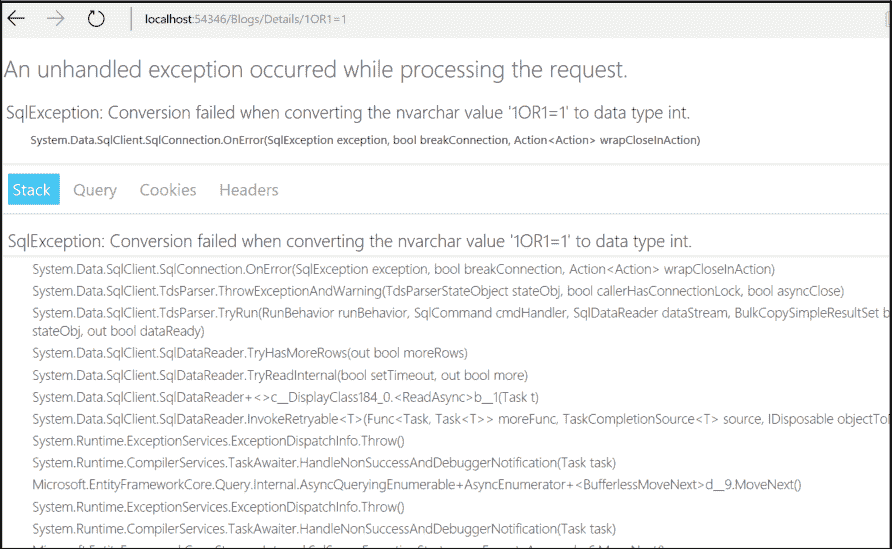 localhost:54346/Blogs/Details/1OR1=1
An unhandled exception occurred while processing the request.
SqlException: Conversion failed when converting the nvarchar value '1OR1=1' to data type int.
System.Data.SqlClient.SqlConnection.OnError(SqlException exception, bool breakConnection, Action<Action> wrapCloseInAction)
Stack Query Cookies Headers
SqlException: Conversion failed when converting the nvarchar value '1OR1=1' to data type int.
System.Data.SqlClient.SqlConnection.OnError(SqlException exception, bool breakConnection, Action<Action> wrapCloseInAction)
System.Data.SqlClient.TdsParser.ThrowExceptionAndWarning(TdsParserStateObject stateObj, bool callerHasConnectionLock, bool asyncClose)
System.Data.SqlClient.TdsParser.TryRun(RunBehavior runBehavior, SqlCommand cmdHandler, SqlDataReader dataStream, BulkCopySimpleResultSet b
stateObj, out bool dataReady)
System.Data.SqlClient.SqlDataReader.TryHasMoreRows(out bool moreRows)
System.Data.SqlClient.SqlDataReader.TryReadInternal(bool setTimeout, out bool more)
System.Data.SqlClient.SqlDataReader+<>c__DisplayClass184_0.<ReadAsync>b__1(Task t)
System.Data.SqlClient.SqlDataReader.InvokeRetryable<T>(Func<Task, Task<T>> moreFunc, TaskCompletionSource<T> source, IDisposable objectTo
System.Runtime.ExceptionServices.ExceptionDispatchInfo.Throw()
System.Runtime.CompilerServices.TaskAwaiter.HandleNonSuccessAndDebuggerNotification(Task task)
Microsoft.EntityFrameworkCore.Query.Internal.AsyncQueryingEnumerable+AsyncEnumerator+<BufferlessMoveNext>d__9.MoveNext()
System.Runtime.ExceptionServices.ExceptionDispatchInfo.Throw()
System.Runtime.CompilerServices.TaskAwaiter.HandleNonSuccessAndDebuggerNotification(Task task)